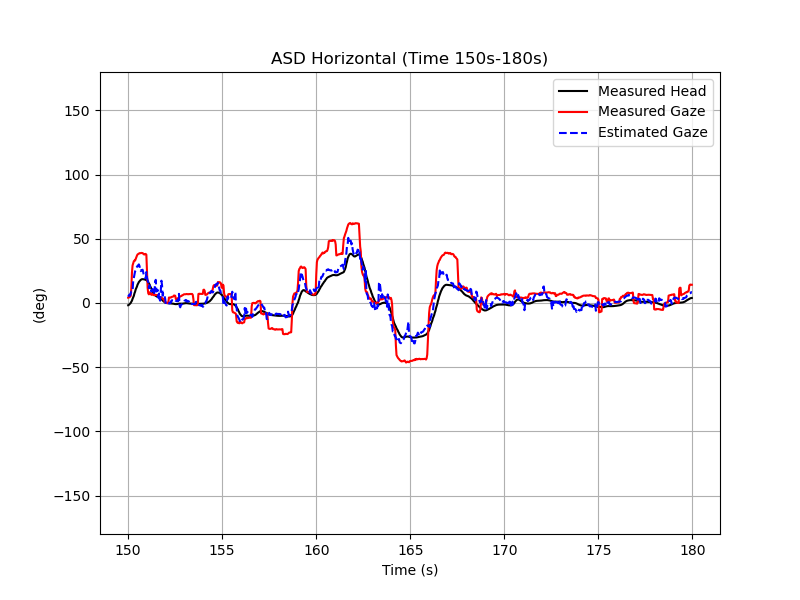 ASD Horizontal (Time 150s-180s)
Measured Head
Measured Gaze
Estimated Gaze
150
100
50
0
−50
−100
−150
(deg)
150 155 160 165 170 175 180
Time (s)